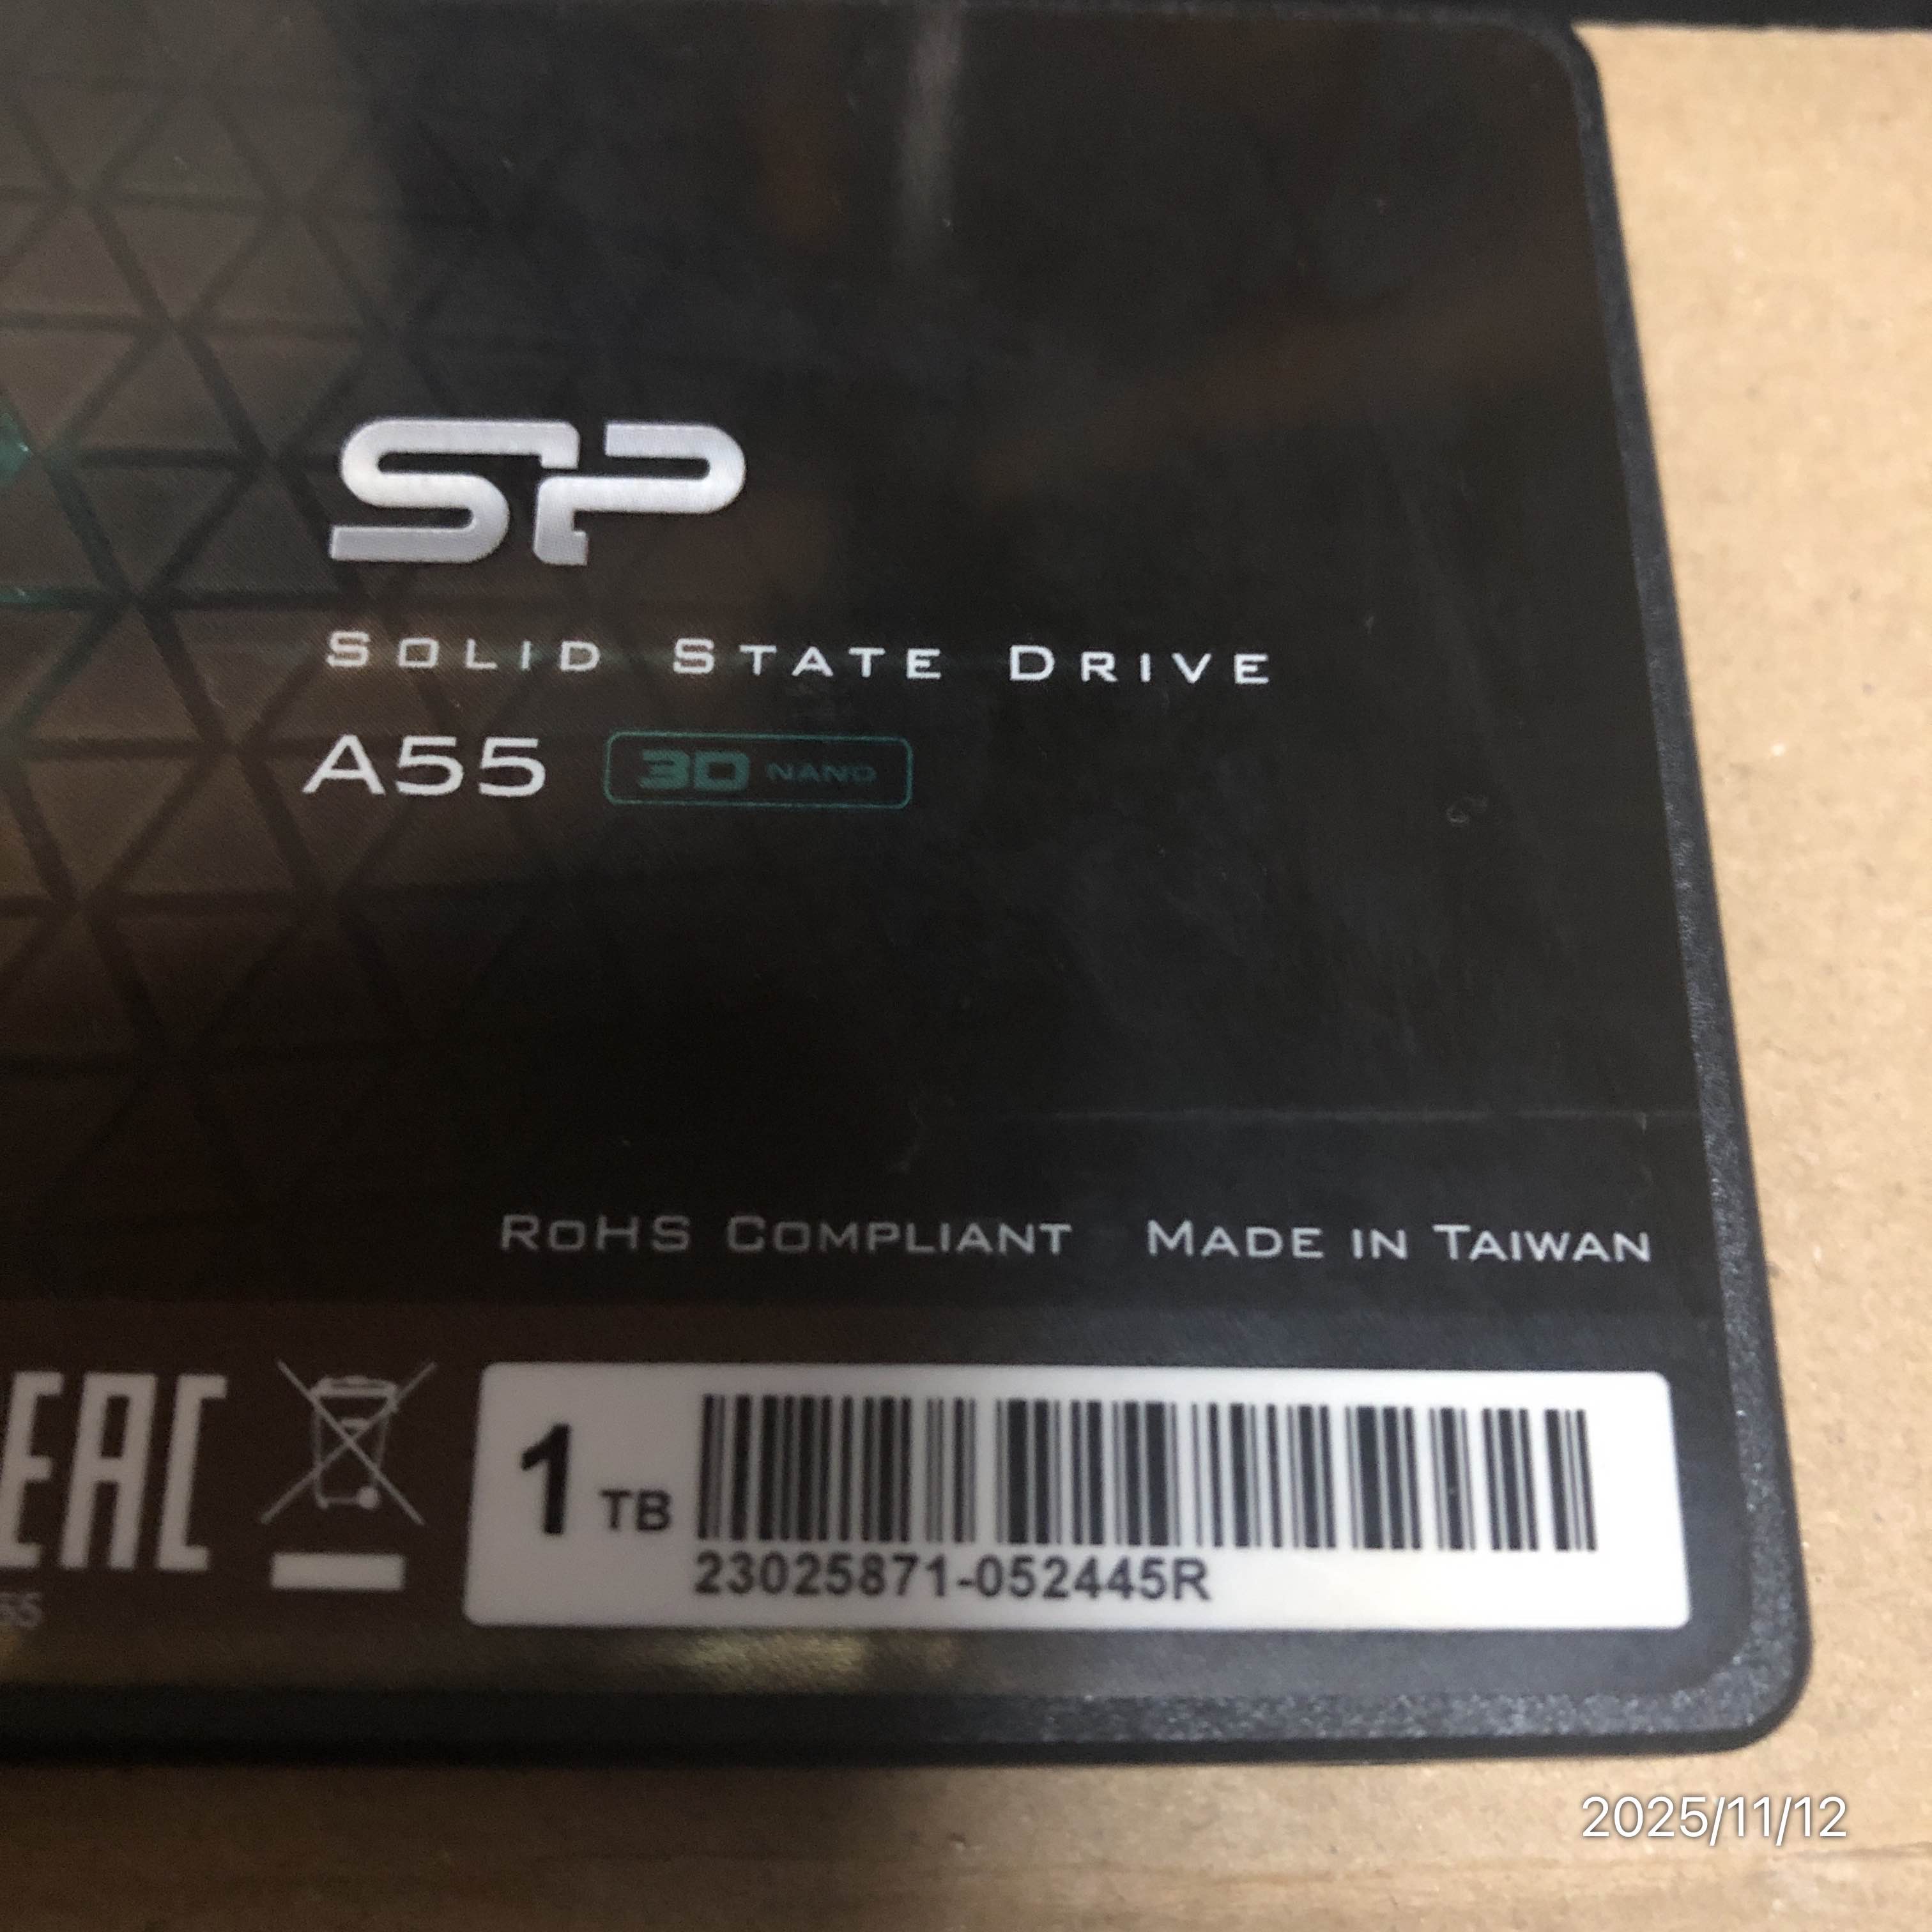 SP
SOLID STATE DRIVE
A55 3D NAND
RoHS COMPLIANT MADE IN TAIWAN
EAC
1 TB
23025871-052445R
2025/11/12